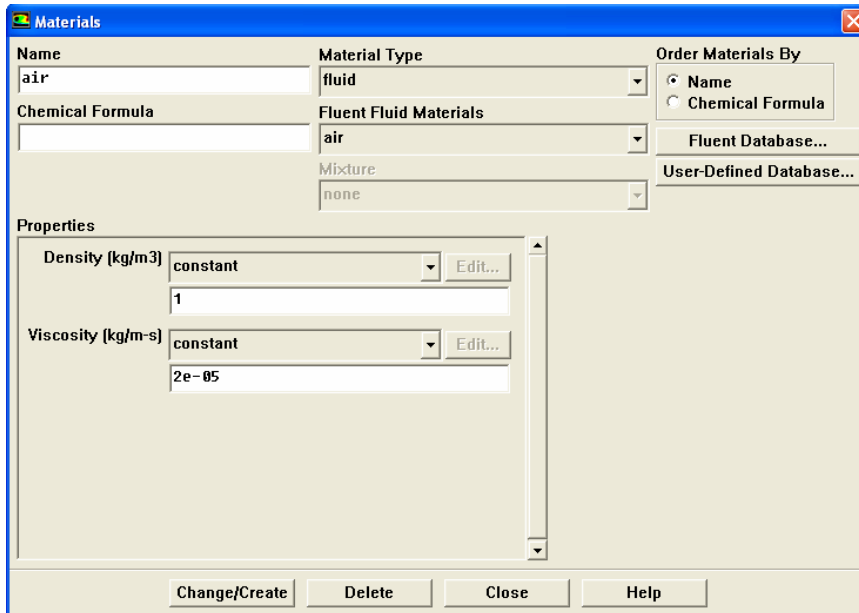 Materials
Name
air
Material Type
fluid
Order Materials By
Name
Chemical Formula
Chemical Formula
Fluent Fluid Materials
air
Fluent Database...
User-Defined Database...
Mixture
none
Properties
Density (kg/m3) constant Edit...
1
Viscosity (kg/m-s) constant Edit...
2e-05
Change/Create Delete Close Help